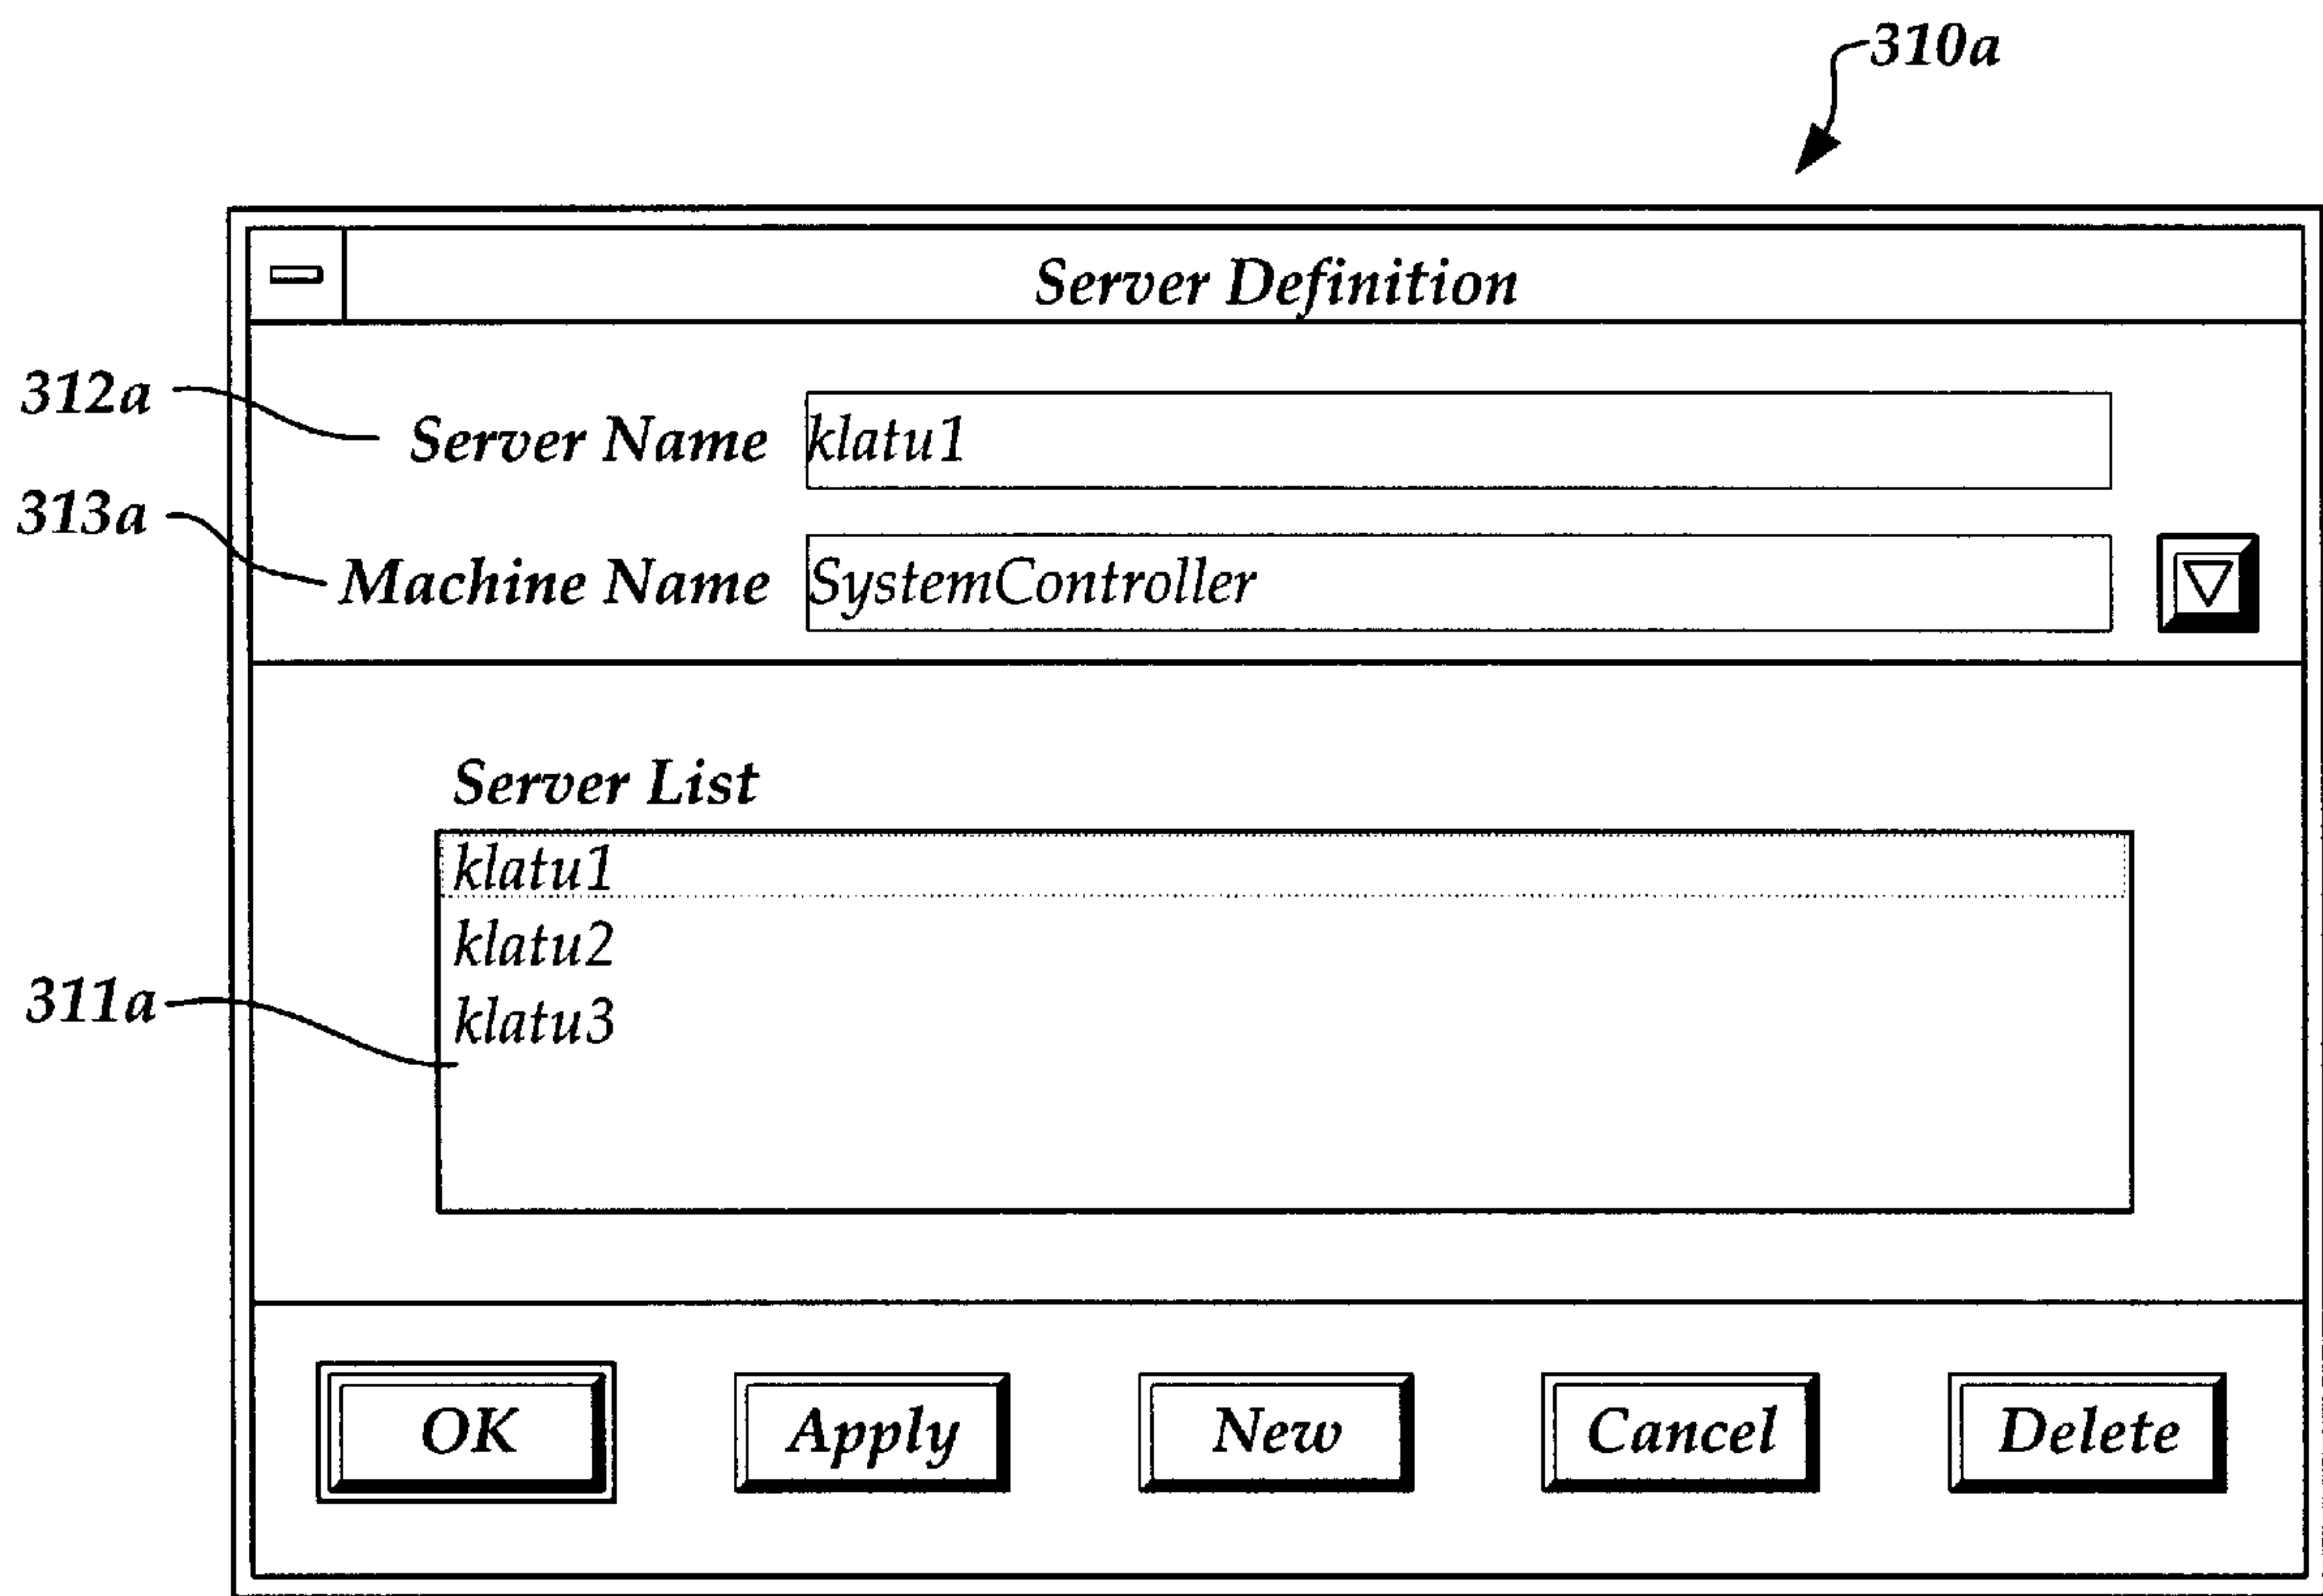 310a
Server Definition
312a
Server Name klatu1
313a
Machine Name SystemController
Server List
klatu1
klatu2
311a
klatu3
OK Apply New Cancel Delete